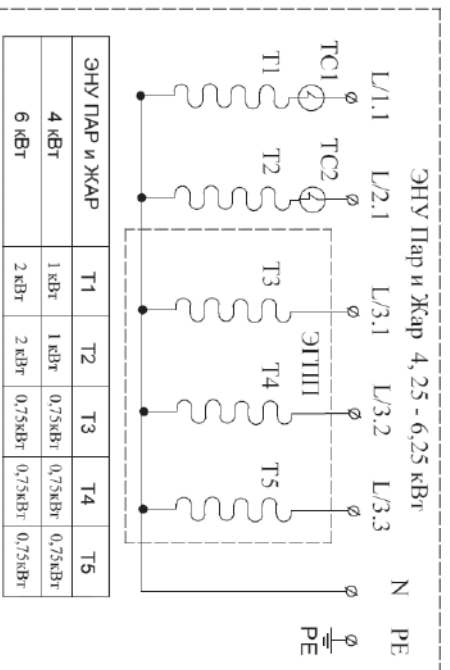 ЭНУ Пар и Жар 4, 25 - 6,25 кВт
L/1.1 L/2.1 L/3.1 L/3.2 L/3.3 N PE
TC1 TC2
ЭГПП
T1 T2 T3 T4 T5
PE
ЭНУ ПАР и ЖАР T1 T2 T3 T4 T5
4 кВт 1 кВт 1 кВт 0,75кВт 0,75кВт 0,75кВт
6 кВт 2 кВт 2 кВт 0,75кВт 0,75кВт 0,75кВт